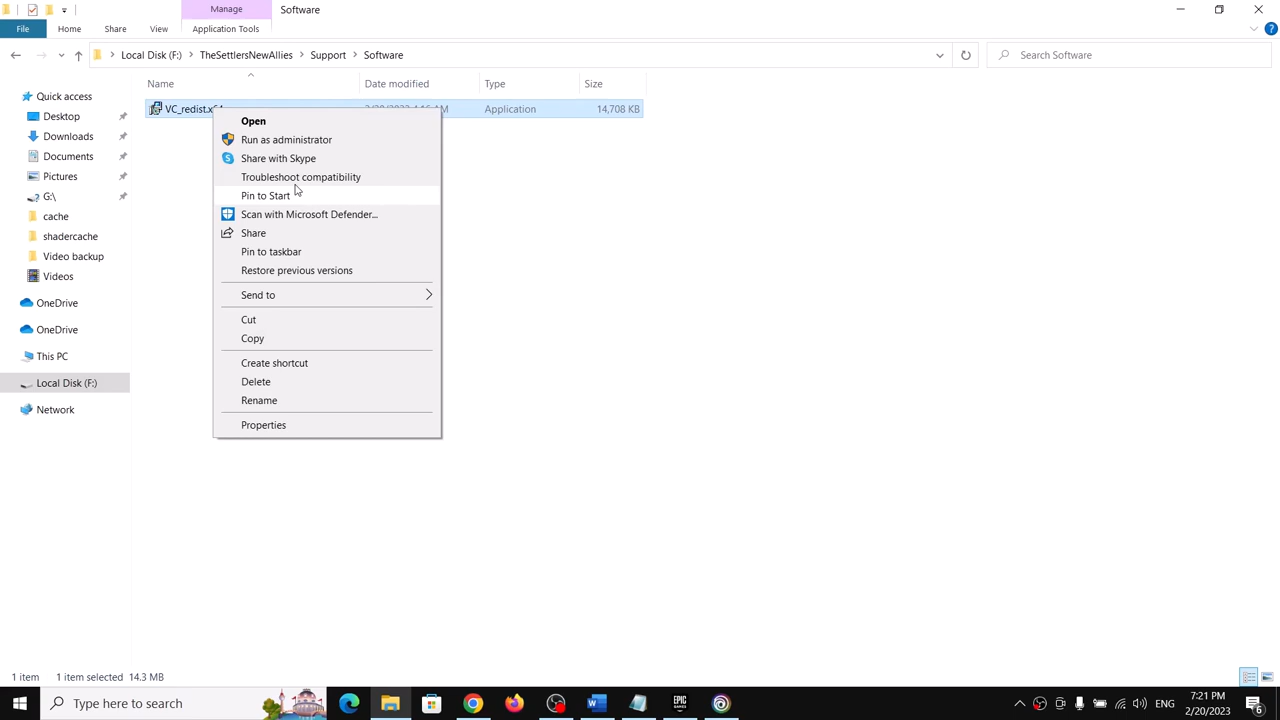 Manage
Software
File
Home
Share
View
Application Tools
Local Disk (F:)
TheSettlersNewAllies
Support
Software
Search Software
Name
Date modified
Type
Size
Quick access
Desktop
Downloads
Documents
Pictures
G:\
cache
shadercache
Video backup
Videos
OneDrive
OneDrive
This PC
Local Disk (F:)
Network
Application
14,708 KB
Open
Run as administrator
Share with Skype
Troubleshoot compatibility
Pin to Start
Scan with Microsoft Defender...
Share
Pin to taskbar
Restore previous versions
Send to
Cut
Copy
Create shortcut
Delete
Rename
Properties
1 item
1 item selected 14.3 MB
Type here to search
EPIC GAMES
ENG
7:21 PM
2/20/2023
6